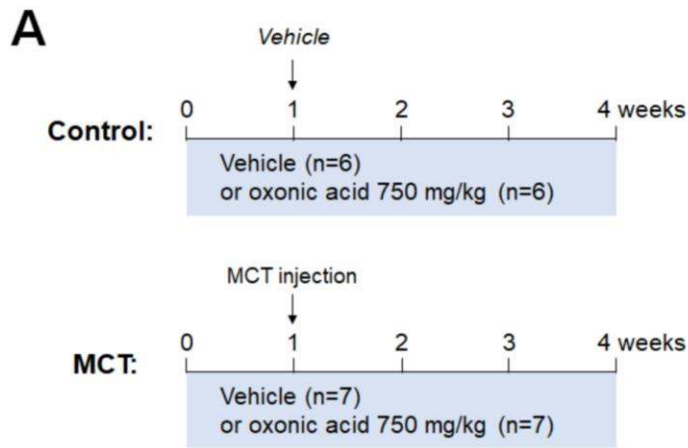 A
Vehicle
0 1 2 3 4 weeks
Control:
Vehicle (n=6)
or oxonic acid 750 mg/kg (n=6)
MCT injection
0 1 2 3 4 weeks
MCT:
Vehicle (n=7)
or oxonic acid 750 mg/kg (n=7)